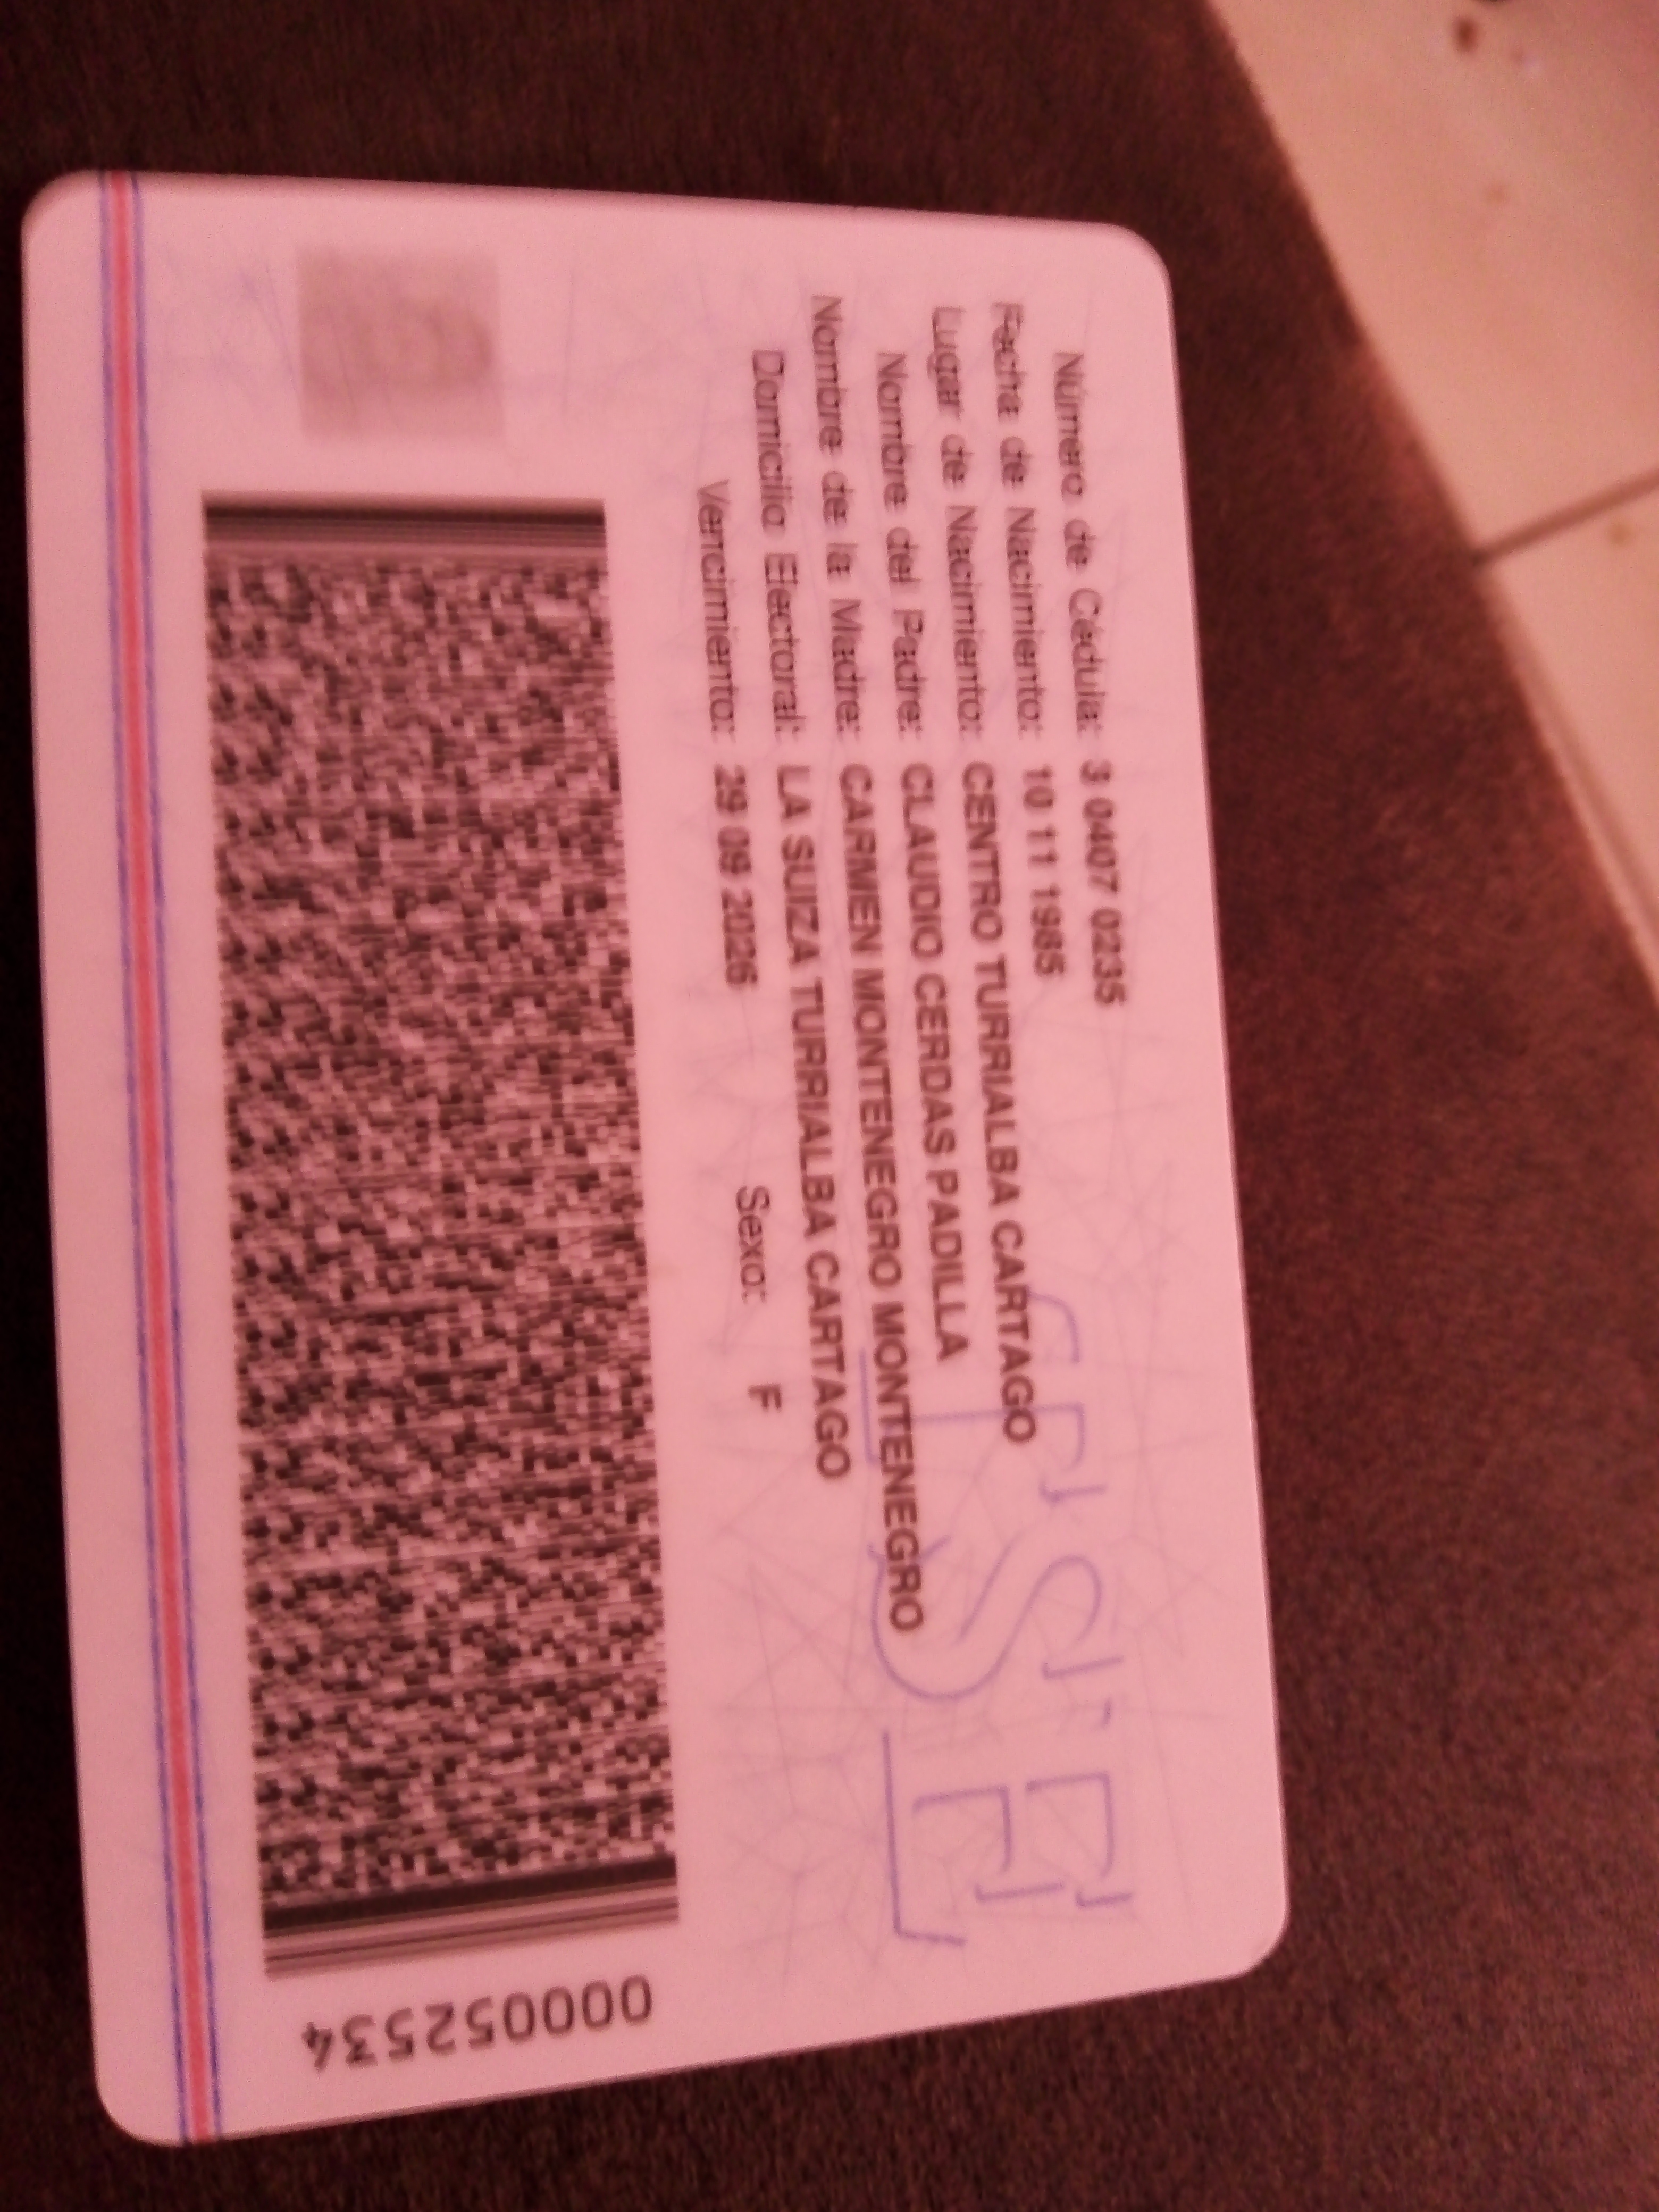 Número de Cédula: 3 0407 0235
Fecha de Nacimiento: 10 11 1985
Lugar de Nacimiento: CENTRO TURRIALBA CARTAGO
Nombre del Padre: CLAUDIO CERDAS PADILLA
Nombre de la Madre: CARMEN MONTENEGRO MONTENEGRO
Domicilio Electoral: LA SUIZA TURRIALBA CARTAGO
Vencimiento: 29 09 2026 Sexo: F
000052534
TSE